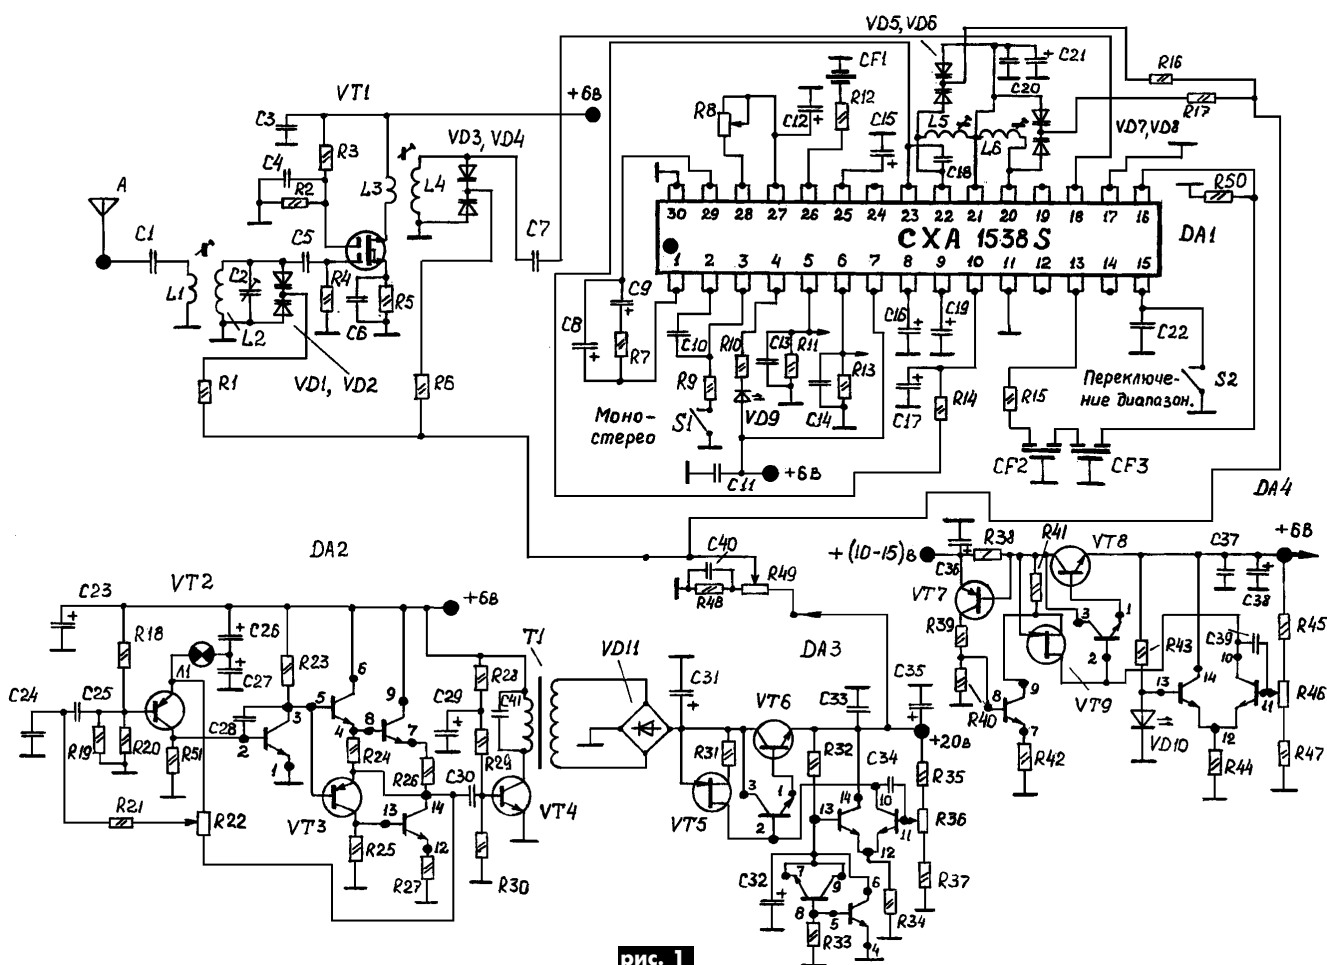 VD5, VD6
C21
C20
CF1
R16
R17
VT1
+6В
C3
C4
R3
R2
VD3, VD4
L3
L4
R8
C12
R12
C15
L5
L6
C18
VD7, VD8
A
C1
C5
C7
R50
30 29 28 27 26 25 24 23 22 21 20 19 18 17 16
CXA 1538S
DA1
1 2 3 4 5 6 7 8 9 10 11 12 13 14 15
L1
C2
R4
R5
C6
L2
C9
C8
R7
C10
R10
C13
R11
C16
C19
C22
R1
VD1, VD2
R6
R9
VD9
C14
R13
C17
R14
R15
Переключе-
ние диапазон.
S2
Моно-
стерео
S1
C11
+6В
CF2
CF3
DA4
DA2
C40
R48
R49
+(10-15)В
C36
R38
R41
VT8
C37
C38
+6В
VT2
C23
R18
Л1
C26
C27
R23
+6В
T1
VD11
DA3
VT7
R39
R40
VT9
R43
C39
R45
R46
R47
C24
C25
R19
R20
R51
C28
R24
R26
C29
R28
C41
R29
C30
VT4
C31
VT6
C33
C35
+20В
R31
R32
C34
R35
VT5
R36
R37
R42
VD10
R44
R21
R22
VT3
R25
R27
R30
C32
R33
R34
1 2 3 4 5 6 7 8 9 12 13 14
1 2 3 4 5 6 7 8 9 10 11 12 13 14
1 2 3 7 8 9 10 11 12 13 14
рис. 1